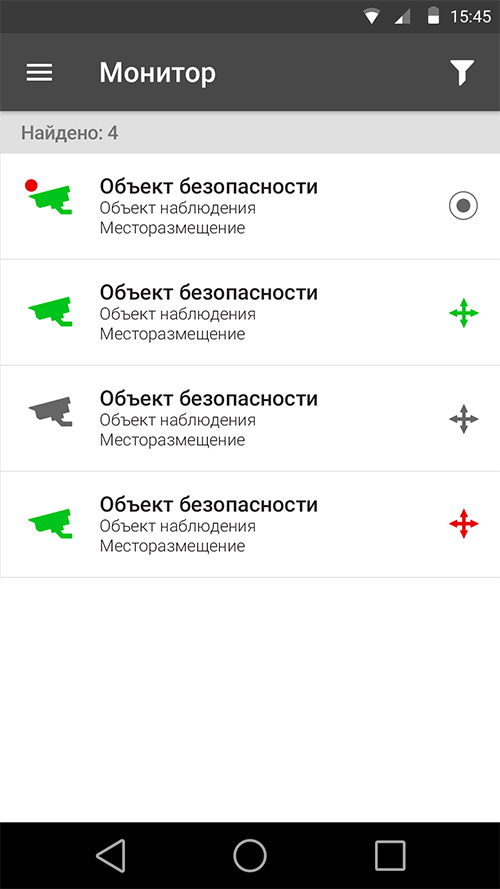 15:45
Монитор
Найдено: 4
Объект безопасности
Объект наблюдения
Месторазмещение
Объект безопасности
Объект наблюдения
Месторазмещение
Объект безопасности
Объект наблюдения
Месторазмещение
Объект безопасности
Объект наблюдения
Месторазмещение